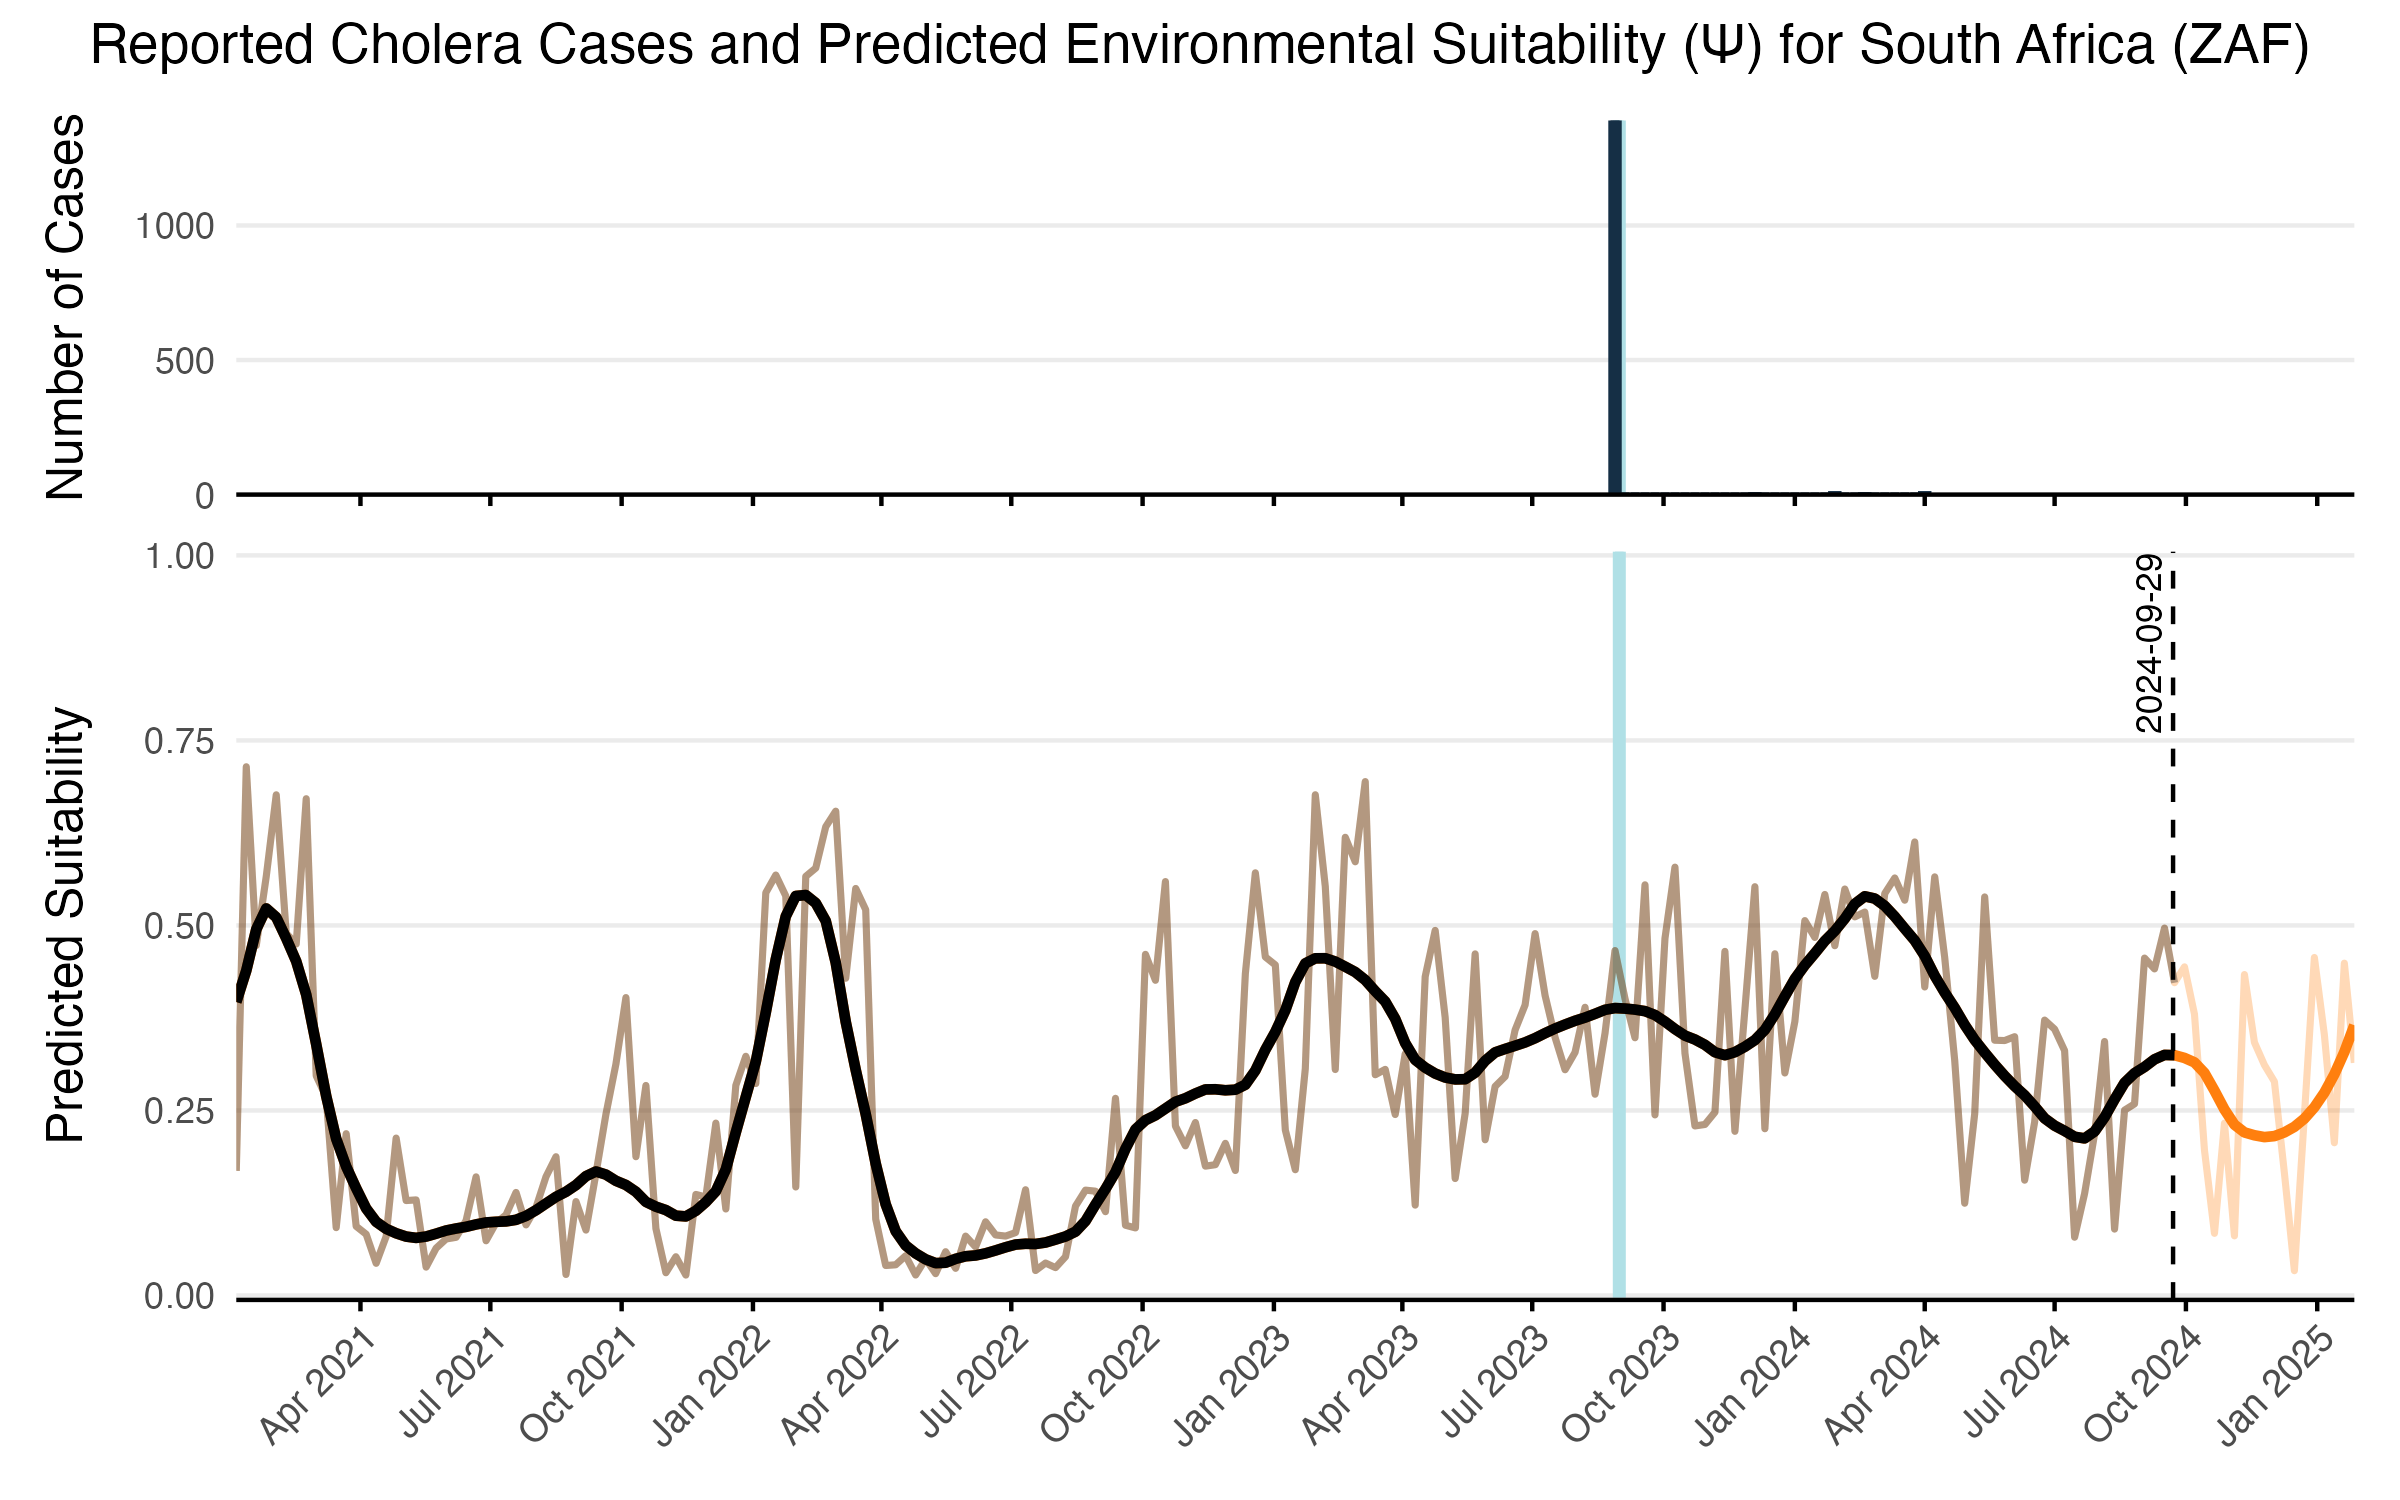 Reported Cholera Cases and Predicted Environmental Suitability (Ψ) for South Africa (ZAF)
Number of Cases
1000
500
0
Predicted Suitability
1.00
0.75
0.50
0.25
0.00
2024-09-29
Apr 2021
Jul 2021
Oct 2021
Jan 2022
Apr 2022
Jul 2022
Oct 2022
Jan 2023
Apr 2023
Jul 2023
Oct 2023
Jan 2024
Apr 2024
Jul 2024
Oct 2024
Jan 2025